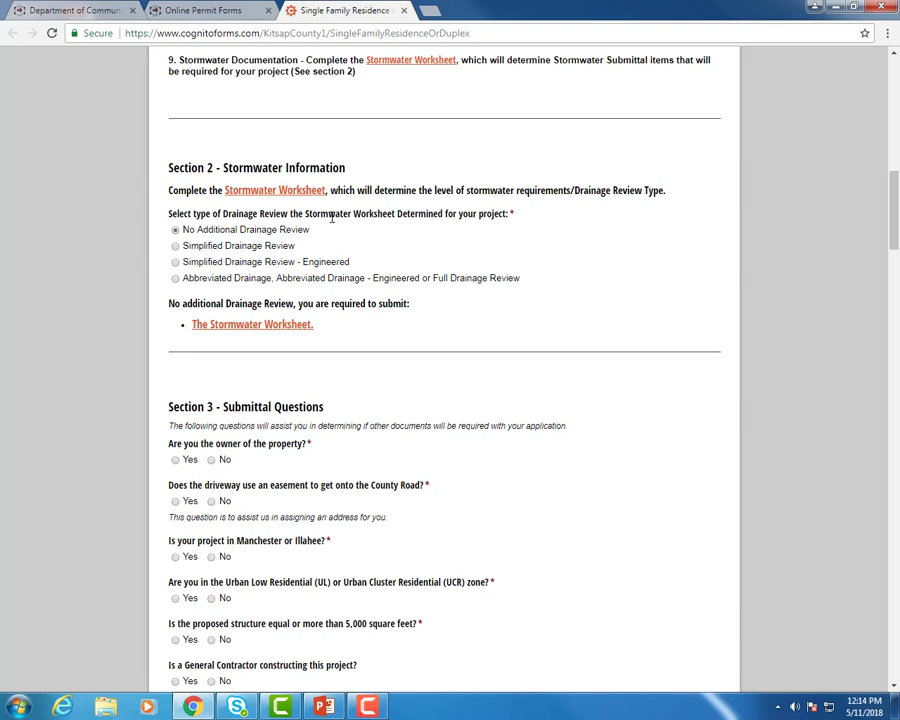 Department of Commun
Online Permit Forms
Single Family Residence o
Secure
https://www.cognitoforms.com/KitsapCounty1/SingleFamilyResidenceOrDuplex
9. Stormwater Documentation - Complete the Stormwater Worksheet, which will determine Stormwater Submittal items that will
be required for your project (See section 2)
Section 2 - Stormwater Information
Complete the Stormwater Worksheet, which will determine the level of stormwater requirements/Drainage Review Type.
Select type of Drainage Review the Stormwater Worksheet Determined for your project: *
No Additional Drainage Review
Simplified Drainage Review
Simplified Drainage Review - Engineered
Abbreviated Drainage, Abbreviated Drainage - Engineered or Full Drainage Review
No additional Drainage Review, you are required to submit:
• The Stormwater Worksheet.
Section 3 - Submittal Questions
The following questions will assist you in determining if other documents will be required with your application.
Are you the owner of the property? *
Yes No
Does the driveway use an easement to get onto the County Road? *
Yes No
This question is to assist us in assigning an address for you.
Is your project in Manchester or Illahee? *
Yes No
Are you in the Urban Low Residential (UL) or Urban Cluster Residential (UCR) zone? *
Yes No
Is the proposed structure equal or more than 5,000 square feet? *
Yes No
Is a General Contractor constructing this project?
Yes No
12:14 PM
5/11/2018